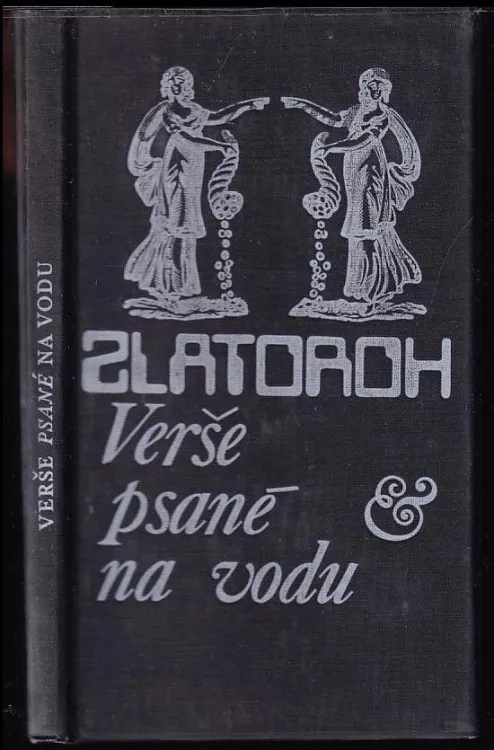 VERŠE PSANÉ NA VODU
ZLATOROH
Verše
psané &
na vodu